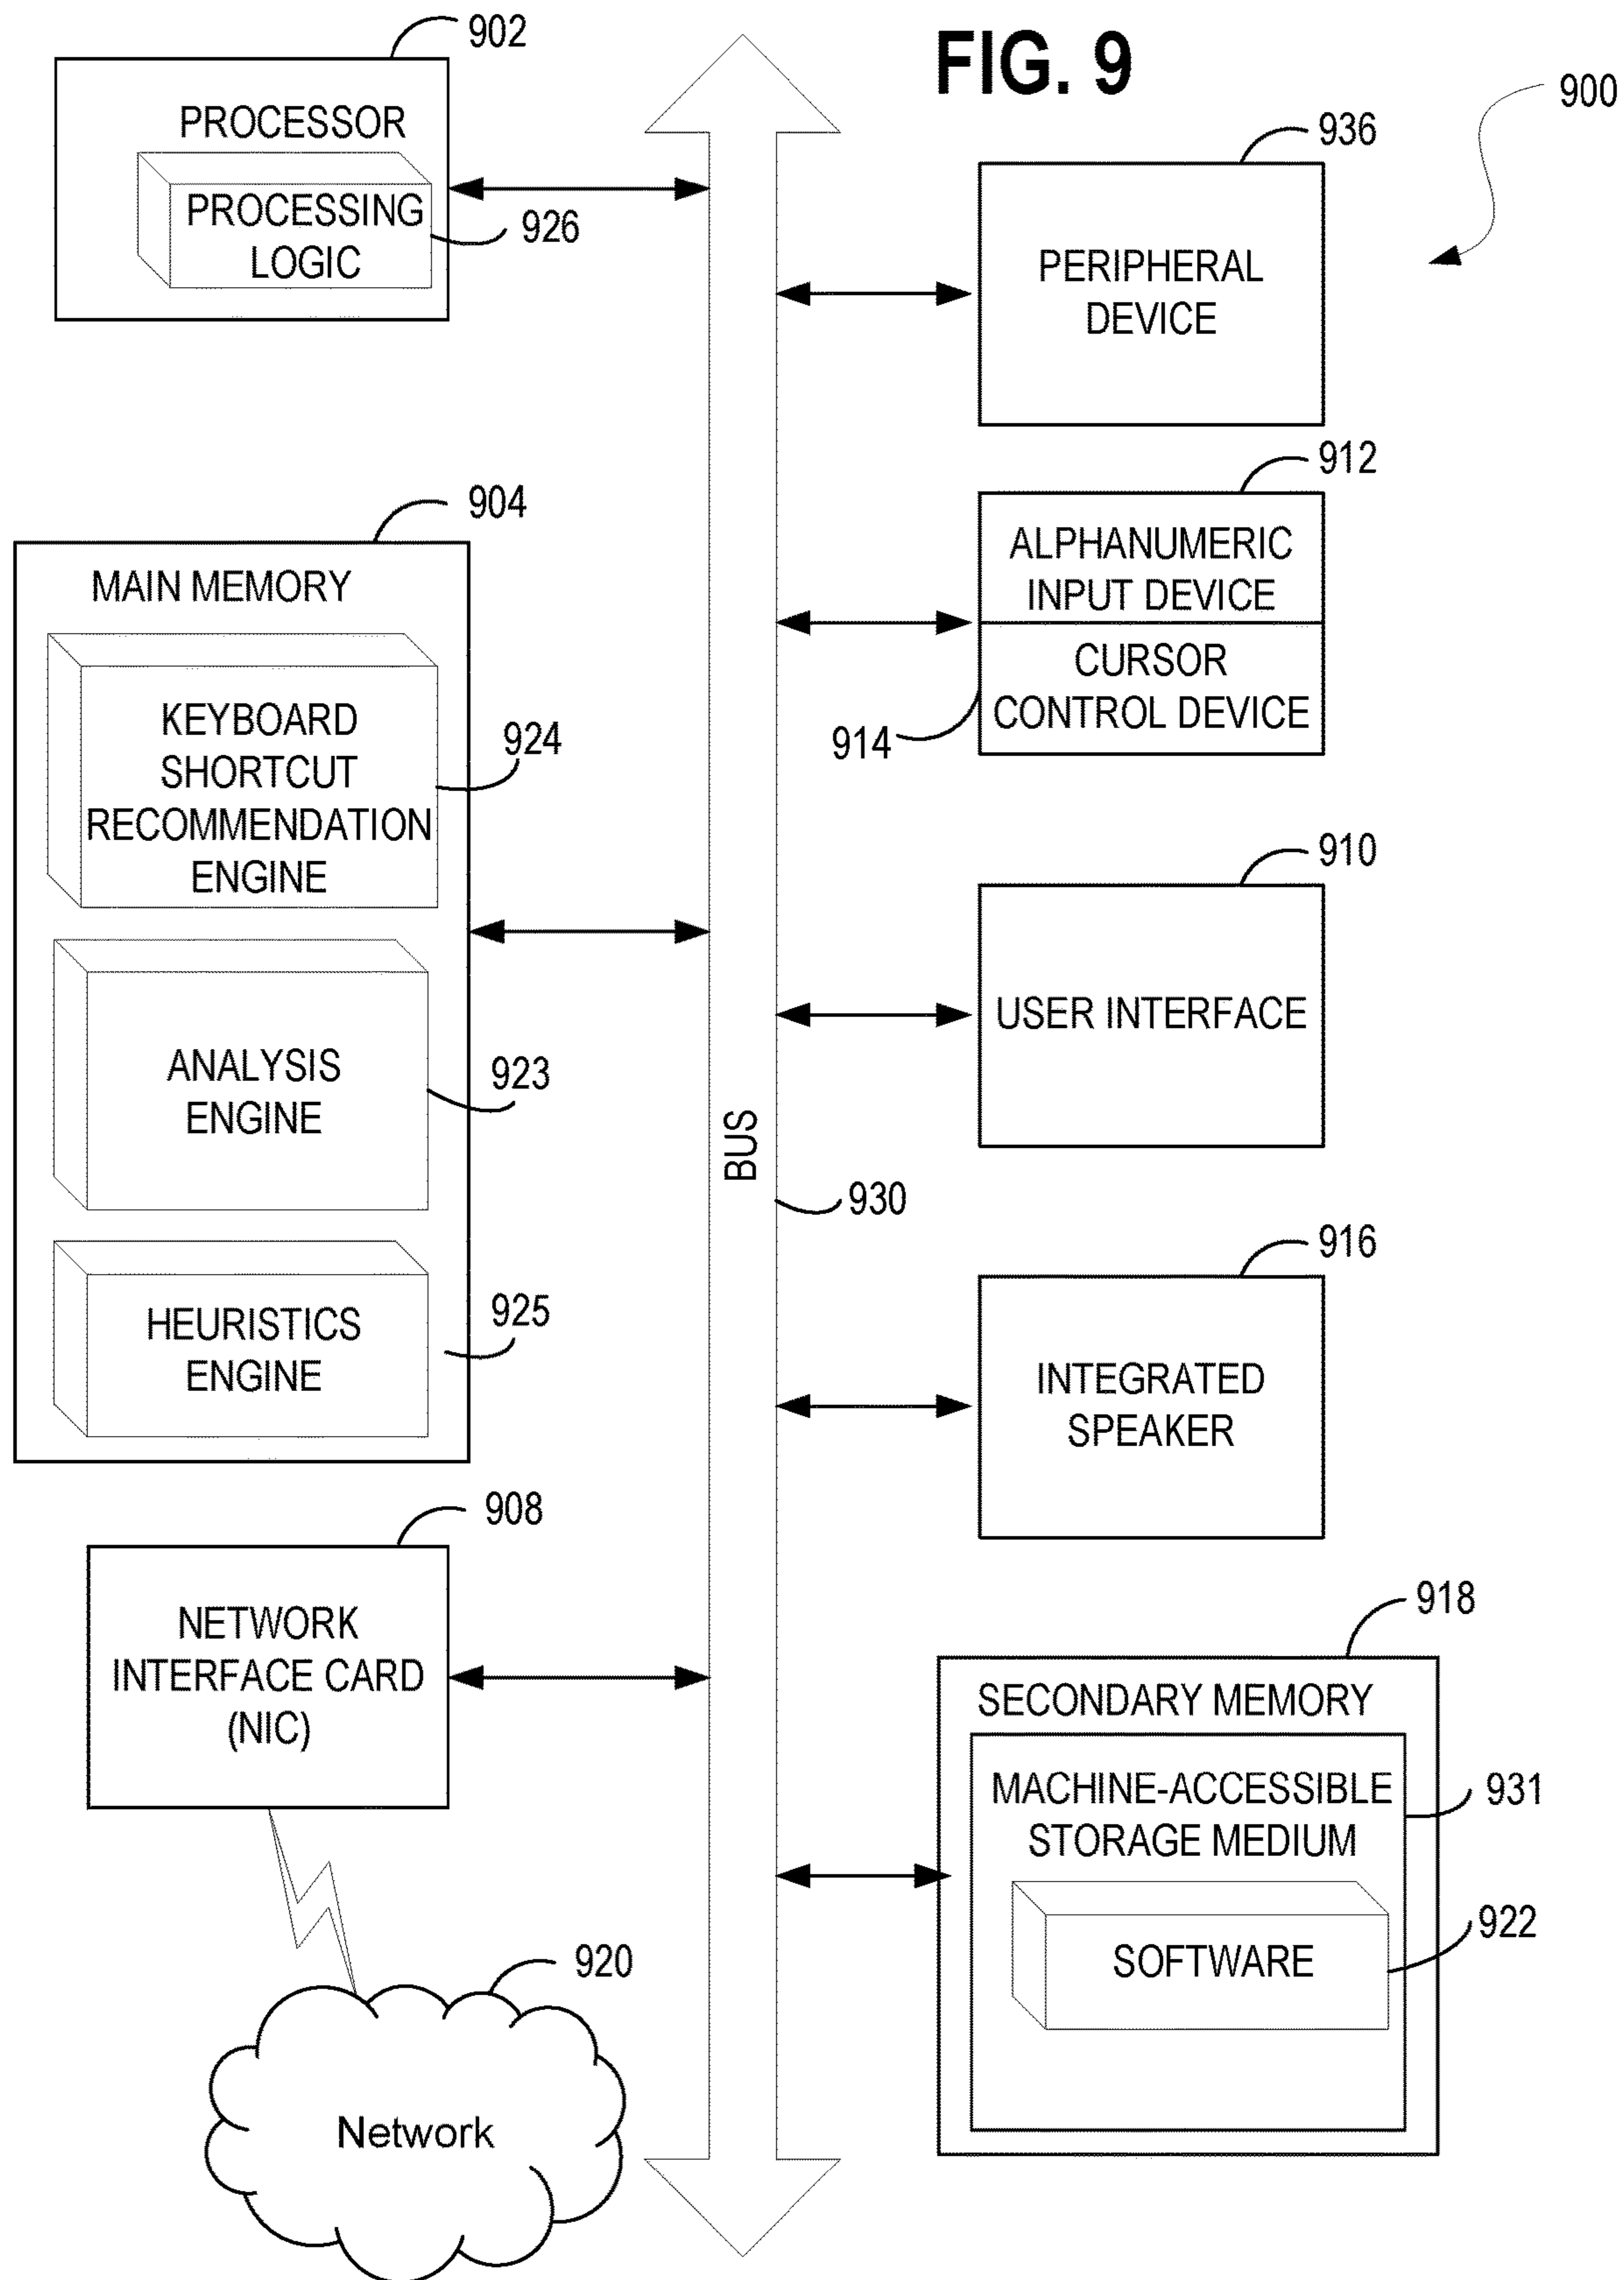 FIG. 9
900
902
PROCESSOR
PROCESSING
LOGIC
926
904
MAIN MEMORY
KEYBOARD
SHORTCUT
RECOMMENDATION
ENGINE
924
ANALYSIS
ENGINE
923
HEURISTICS
ENGINE
925
908
NETWORK
INTERFACE CARD
(NIC)
920
Network
BUS
930
936
PERIPHERAL
DEVICE
912
ALPHANUMERIC
INPUT DEVICE
CURSOR
CONTROL DEVICE
914
910
USER INTERFACE
916
INTEGRATED
SPEAKER
918
SECONDARY MEMORY
MACHINE-ACCESSIBLE
STORAGE MEDIUM
931
SOFTWARE
922